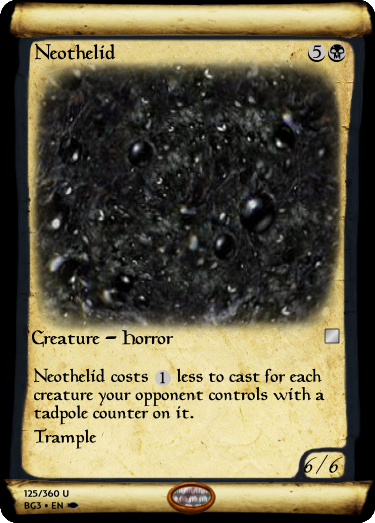 Neothelid 5
Creature – Horror
Neothelid costs 1 less to cast for each
creature your opponent controls with a
tadpole counter on it.
Trample
6/6
125/360 U
BG3 • EN